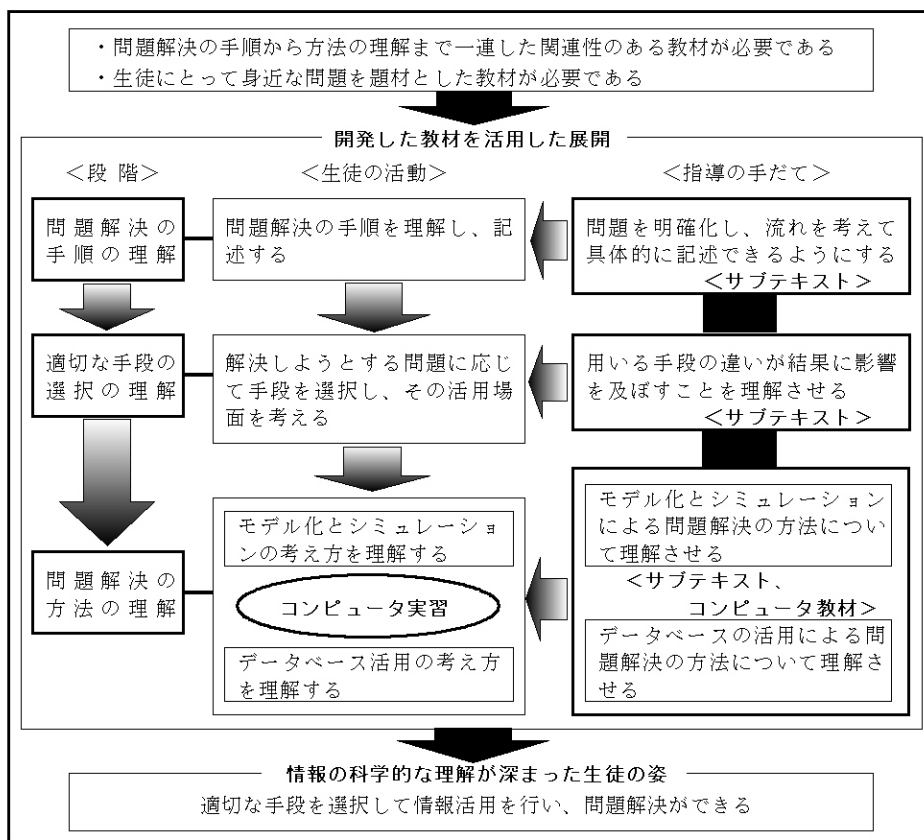 ・問題解決の手順から方法の理解まで一連した関連性のある教材が必要である
・生徒にとって身近な問題を題材とした教材が必要である
開発した教材を活用した展開
＜段 階＞
＜生徒の活動＞
＜指導の手だて＞
問題解決の
手順の理解
問題解決の手順を理解し、記
述する
問題を明確化し、流れを考えて
具体的に記述できるようにする
＜サブテキスト＞
適切な手段の
選択の理解
解決しようとする問題に応じ
て手段を選択し、その活用場
面を考える
用いる手段の違いが結果に影響
を及ぼすことを理解させる
＜サブテキスト＞
問題解決の
方法の理解
モデル化とシミュレーショ
ンの考え方を理解する
コンピュータ実習
データベース活用の考え方
を理解する
モデル化とシミュレーション
による問題解決の方法につい
て理解させる
＜サブテキスト、
コンピュータ教材＞
データベースの活用による問
題解決の方法について理解さ
せる
情報の科学的な理解が深まった生徒の姿
適切な手段を選択して情報活用を行い、問題解決ができる